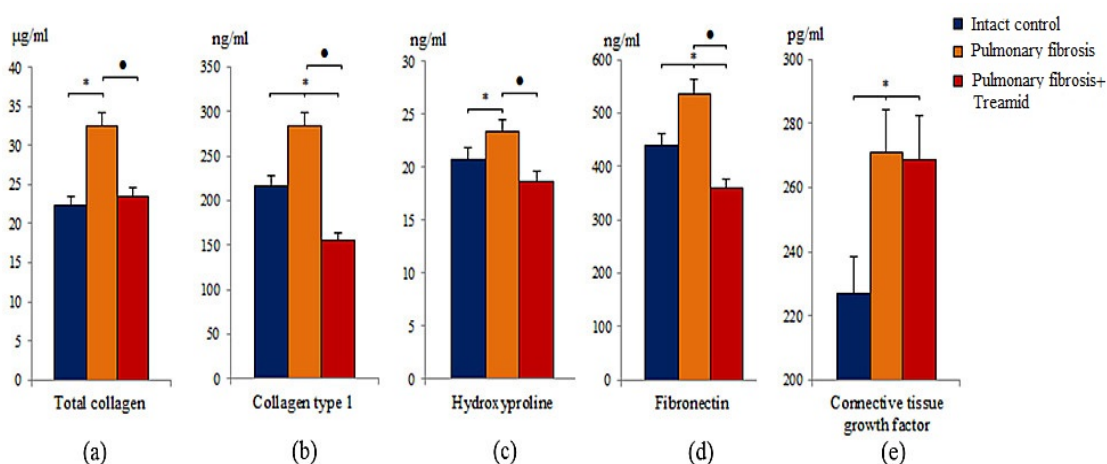 µg/ml
40
35
30
25
20
15
10
5
0
*
●
Total collagen
(a)
ng/ml
350
300
250
200
150
100
50
0
*
●
Collagen type 1
(b)
ng/ml
30
25
20
15
10
5
0
*
●
Hydroxyproline
(c)
ng/ml
600
500
400
300
200
100
0
*
●
Fibronectin
(d)
pg/ml
300
280
260
240
220
200
*
Connective tissue
growth factor
(e)
Intact control
Pulmonary fibrosis
Pulmonary fibrosis+
Treamid